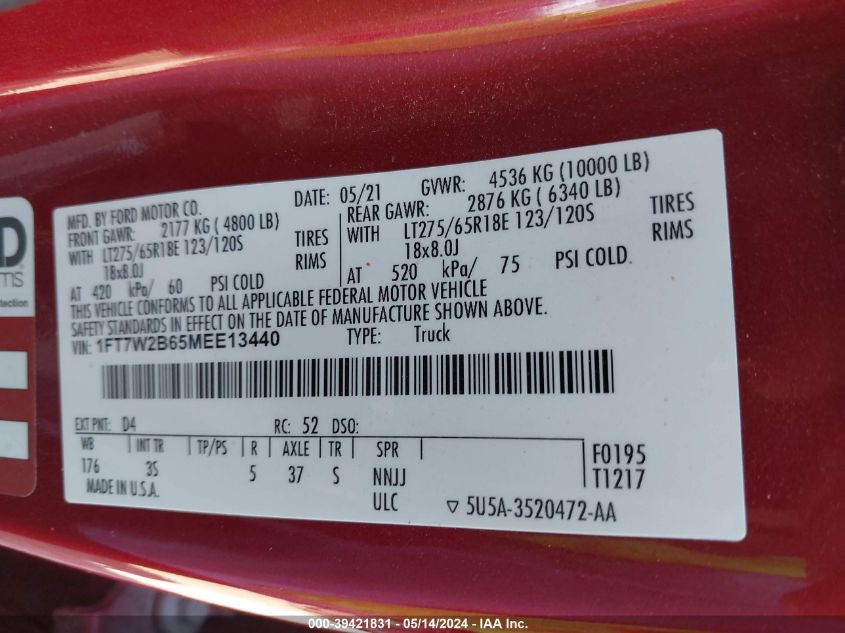 MFD. BY FORD MOTOR CO. DATE: 05/21 GVWR: 4536 KG (10000 LB)
FRONT GAWR: 2177 KG ( 4800 LB) REAR GAWR: 2876 KG ( 6340 LB)
WITH LT275/65R18E 123/120S TIRES WITH LT275/65R18E 123/120S TIRES
18x8.0J RIMS 18x8.0J RIMS
AT 420 kPa/ 60 PSI COLD AT 520 kPa/ 75 PSI COLD.
THIS VEHICLE CONFORMS TO ALL APPLICABLE FEDERAL MOTOR VEHICLE
SAFETY STANDARDS IN EFFECT ON THE DATE OF MANUFACTURE SHOWN ABOVE.
VIN: 1FT7W2B65MEE13440 TYPE: Truck
EXT PNT: D4 RC: 52 DSO:
WB INT TR TP/PS R AXLE TR SPR F0195
176 3S 5 37 S NNJJ T1217
MADE IN U.S.A. ULC ▽ 5U5A-3520472-AA
000-39421831 - 05/14/2024 - IAAI.com